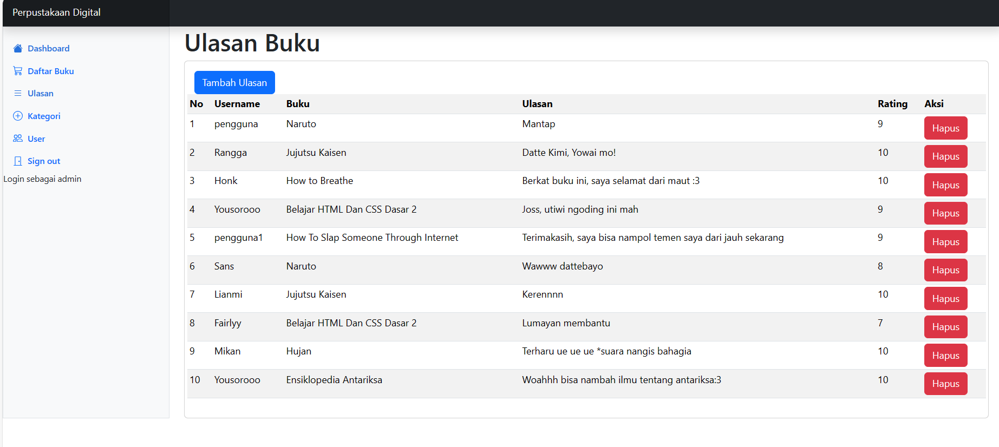 Perpustakaan Digital
Dashboard
Daftar Buku
Ulasan
Kategori
User
Sign out
Login sebagai admin
Ulasan Buku
Tambah Ulasan
No Username Buku Ulasan Rating Aksi
1 pengguna Naruto Mantap 9 Hapus
2 Rangga Jujutsu Kaisen Datte Kimi, Yowai mo! 10 Hapus
3 Honk How to Breathe Berkat buku ini, saya selamat dari maut :3 10 Hapus
4 Yousorooo Belajar HTML Dan CSS Dasar 2 Joss, utiwi ngoding ini mah 9 Hapus
5 pengguna1 How To Slap Someone Through Internet Terimakasih, saya bisa nampol temen saya dari jauh sekarang 9 Hapus
6 Sans Naruto Wawww dattebayo 8 Hapus
7 Lianmi Jujutsu Kaisen Kerennnn 10 Hapus
8 Fairlyy Belajar HTML Dan CSS Dasar 2 Lumayan membantu 7 Hapus
9 Mikan Hujan Terharu ue ue ue *suara nangis bahagia 10 Hapus
10 Yousorooo Ensiklopedia Antariksa Woahhh bisa nambah ilmu tentang antariksa:3 10 Hapus